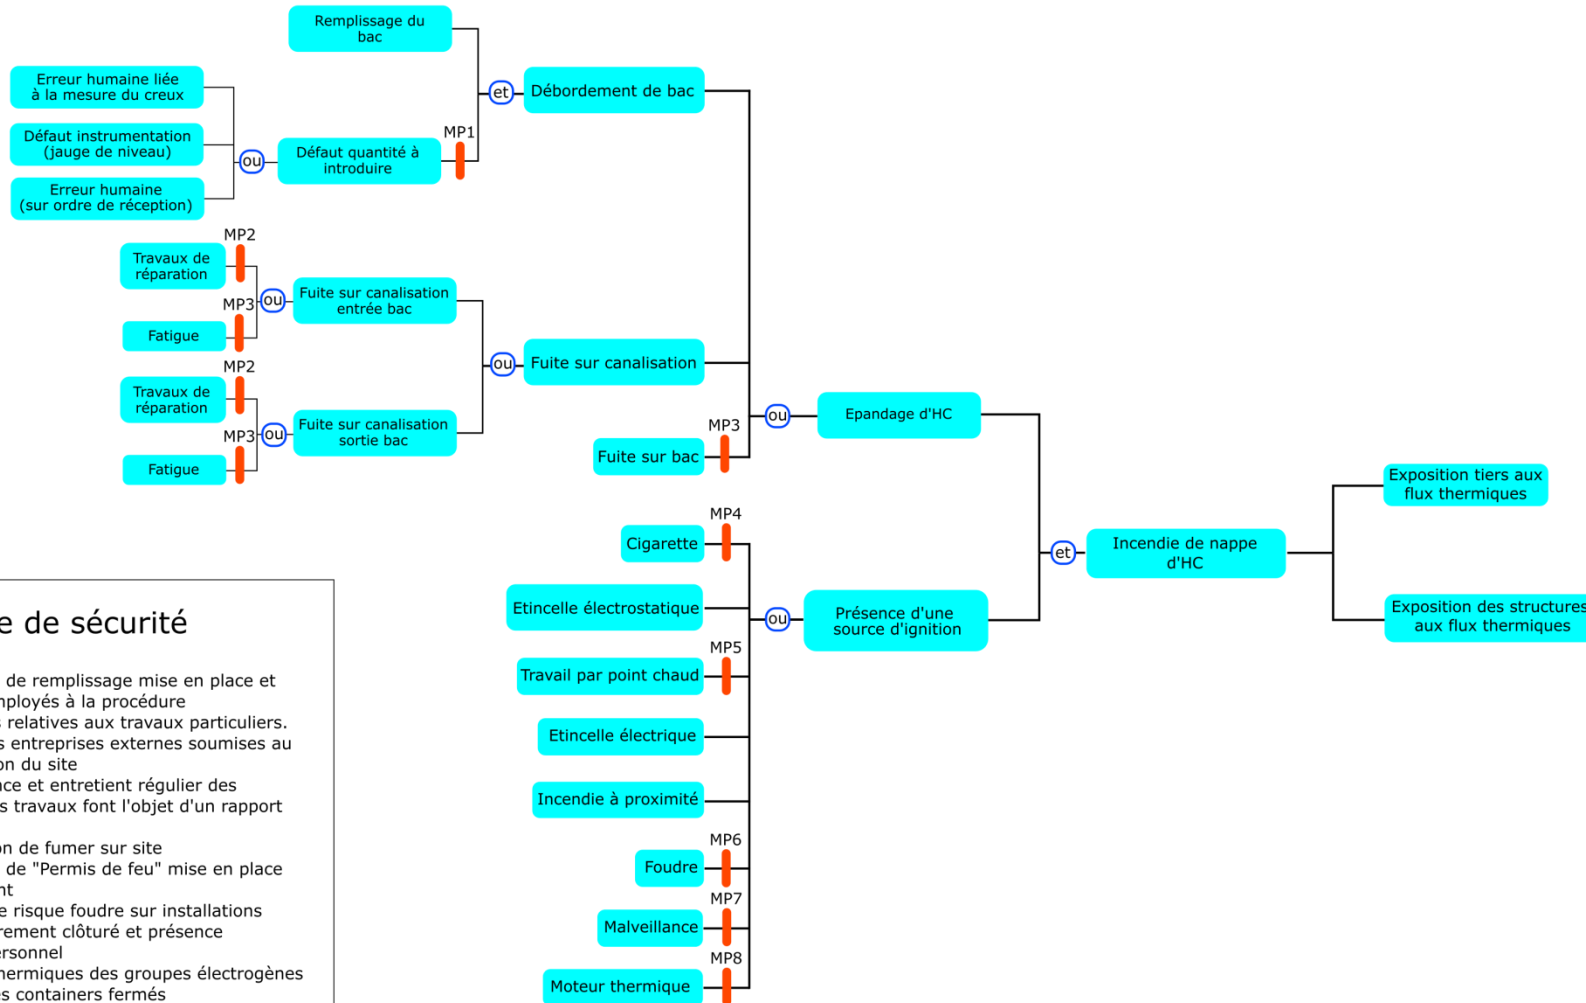 Remplissage du
bac
Erreur humaine liée
à la mesure du creux
Défaut instrumentation
(jauge de niveau)
Erreur humaine
(sur ordre de réception)
ou
Défaut quantité à
introduire
MP1
et
Débordement de bac
MP2
Travaux de
réparation
MP3
Fatigue
ou
Fuite sur canalisation
entrée bac
MP2
Travaux de
réparation
MP3
Fatigue
ou
Fuite sur canalisation
sortie bac
ou
Fuite sur canalisation
MP3
Fuite sur bac
ou
Epandage d'HC
MP4
Cigarette
Etincelle électrostatique
MP5
Travail par point chaud
Etincelle électrique
Incendie à proximité
MP6
Foudre
MP7
Malveillance
MP8
Moteur thermique
ou
Présence d'une
source d'ignition
et
Incendie de nappe
d'HC
Exposition tiers aux
flux thermiques
Exposition des structures
aux flux thermiques
e de sécurité
de remplissage mise en place et
mployés à la procédure
s relatives aux travaux particuliers.
s entreprises externes soumises au
on du site
nce et entretient régulier des
s travaux font l'objet d'un rapport
on de fumer sur site
de "Permis de feu" mise en place
nt
e risque foudre sur installations
rement clôturé et présence
ersonnel
hermiques des groupes électrogènes
es containers fermés